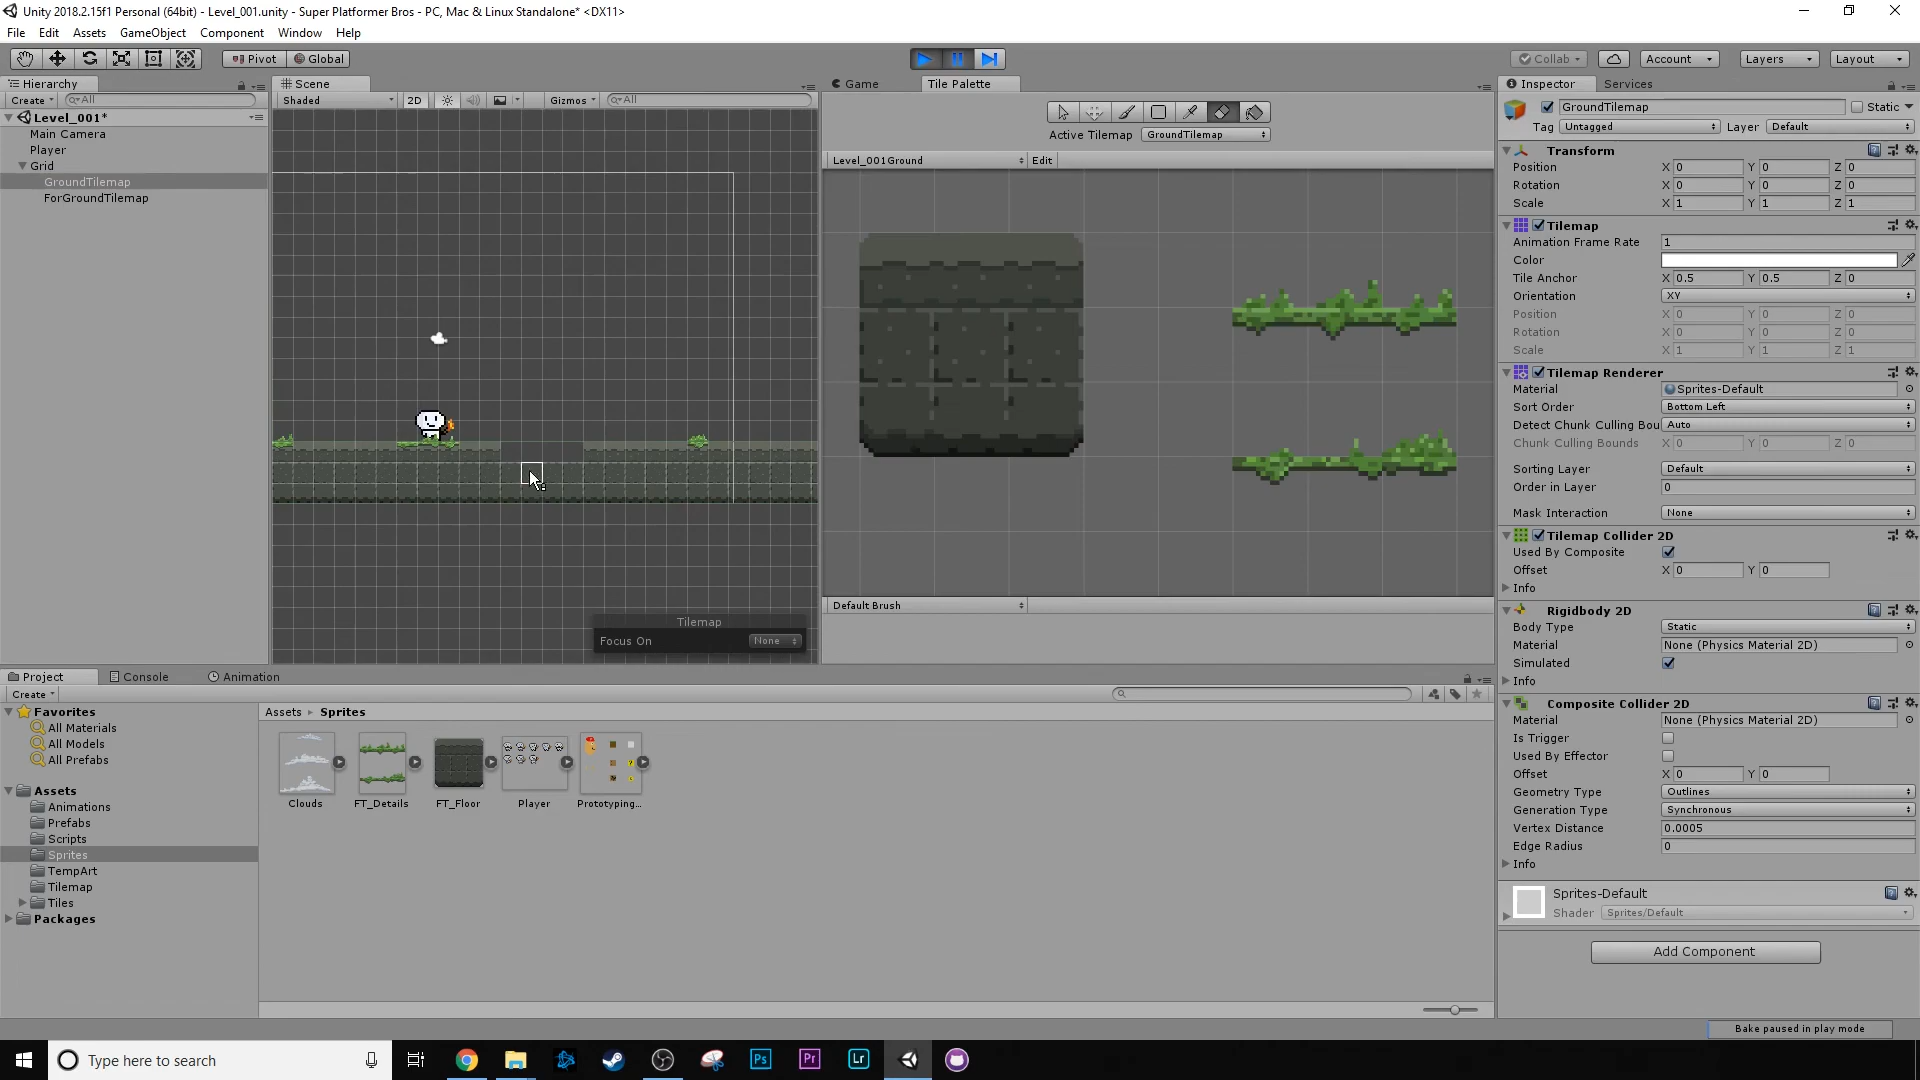 Unity 2018.2.15f1 Personal (64bit) - Level_001.unity - Super Platformer Bros - PC, Mac & Linux Standalone* <DX11>
File Edit Assets GameObject Component Window Help
Pivot Global Collab Account Layers Layout
Hierarchy
Create All
Level_001*
Main Camera
Player
Grid
GroundTilemap
ForGroundTilemap
Scene
Shaded 2D Gizmos All
Tilemap
Focus On None
Game Tile Palette
Active Tilemap GroundTilemap
Level_001Ground Edit
Default Brush
Inspector Services
GroundTilemap Static
Tag Untagged Layer Default
Transform
Position X 0 Y 0 Z 0
Rotation X 0 Y 0 Z 0
Scale X 1 Y 1 Z 1
Tilemap
Animation Frame Rate 1
Color
Tile Anchor X 0.5 Y 0.5 Z 0
Orientation XY
Position X 0 Y 0 Z 0
Rotation X 0 Y 0 Z 0
Scale X 1 Y 1 Z 1
Tilemap Renderer
Material Sprites-Default
Sort Order Bottom Left
Detect Chunk Culling Bou Auto
Chunk Culling Bounds X 0 Y 0 Z 0
Sorting Layer Default
Order in Layer 0
Mask Interaction None
Tilemap Collider 2D
Used By Composite
Offset X 0 Y 0
Info
Rigidbody 2D
Body Type Static
Material None (Physics Material 2D)
Simulated
Info
Composite Collider 2D
Material None (Physics Material 2D)
Is Trigger
Used By Effector
Offset X 0 Y 0
Geometry Type Outlines
Generation Type Synchronous
Vertex Distance 0.0005
Edge Radius 0
Info
Sprites-Default
Shader Sprites/Default
Add Component
Project Console Animation
Create
Favorites
All Materials
All Models
All Prefabs
Assets
Animations
Prefabs
Scripts
Sprites
TempArt
Tilemap
Tiles
Packages
Assets Sprites
Clouds FT_Details FT_Floor Player Prototyping...
Bake paused in play mode
Type here to search
Ps Pr Lr